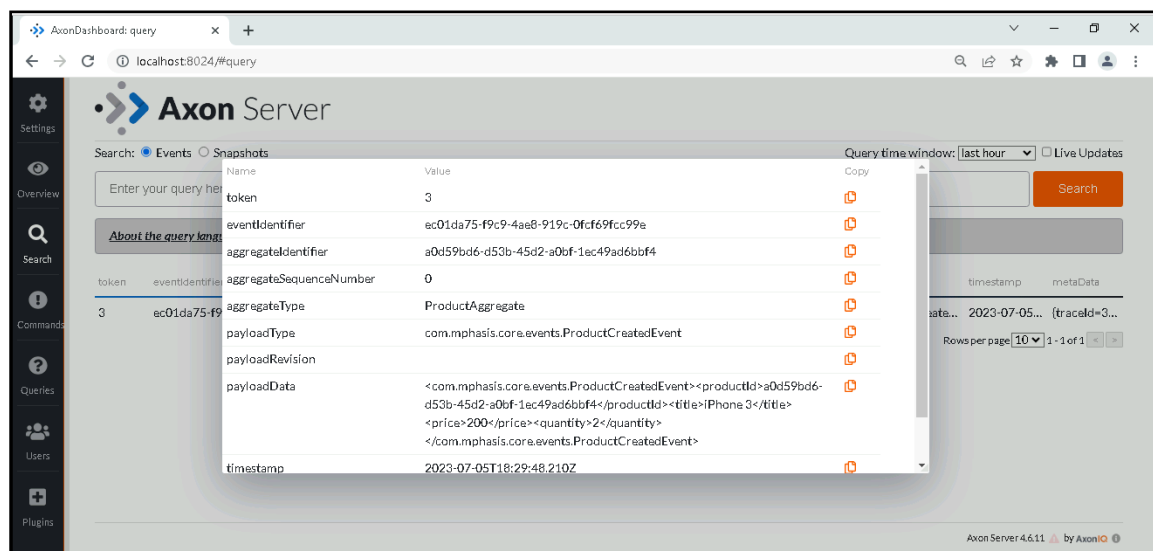 AxonDashboard: query
localhost:8024/#query
Axon Server
Settings
Search: Events Snapshots
Query time window: last hour Live Updates
Overview
Enter your query her
Search
About the query langu
Search
token eventIdentifie
timestamp metaData
3 ec01da75-f9
eate... 2023-07-05... {traceId=3...
Commands
Rows per page 10 1 - 1 of 1 < >
Queries
Users
Plugins
Name Value Copy
token 3
eventIdentifier ec01da75-f9c9-4ae8-919c-0fcf69fcc99e
aggregateIdentifier a0d59bd6-d53b-45d2-a0bf-1ec49ad6bbf4
aggregateSequenceNumber 0
aggregateType ProductAggregate
payloadType com.mphasis.core.events.ProductCreatedEvent
payloadRevision
payloadData <com.mphasis.core.events.ProductCreatedEvent><productId>a0d59bd6-
d53b-45d2-a0bf-1ec49ad6bbf4</productId><title>iPhone 3</title>
<price>200</price><quantity>2</quantity>
</com.mphasis.core.events.ProductCreatedEvent>
timestamp 2023-07-05T18:29:48.210Z
Axon Server 4.6.11 by AxonIQ